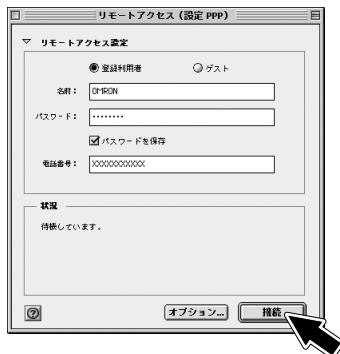 リモートアクセス（設定 PPP）
リモートアクセス設定
登録利用者 ゲスト
名前： OMRON
パスワード： ••••••••
パスワードを保存
電話番号： XXXXXXXXXXX
状況
待機しています。
? オプション... 接続